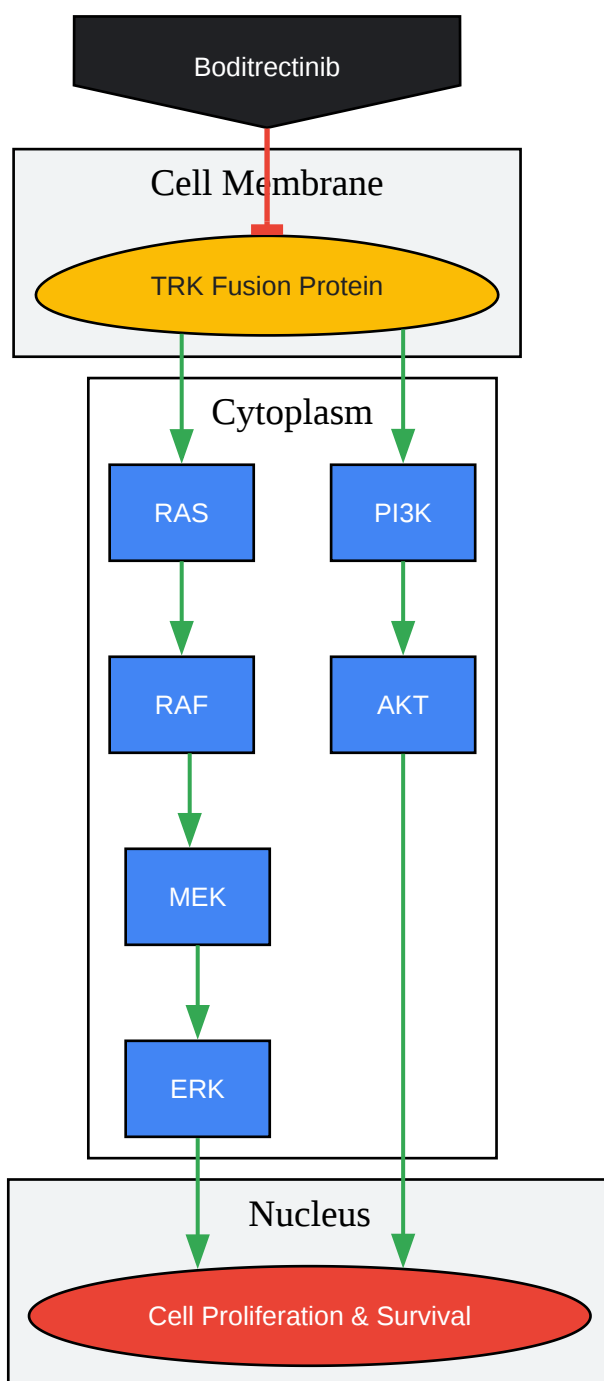 Boditrectinib
Cell Membrane
TRK Fusion Protein
Cytoplasm
RAS
PI3K
RAF
AKT
MEK
ERK
Nucleus
Cell Proliferation & Survival